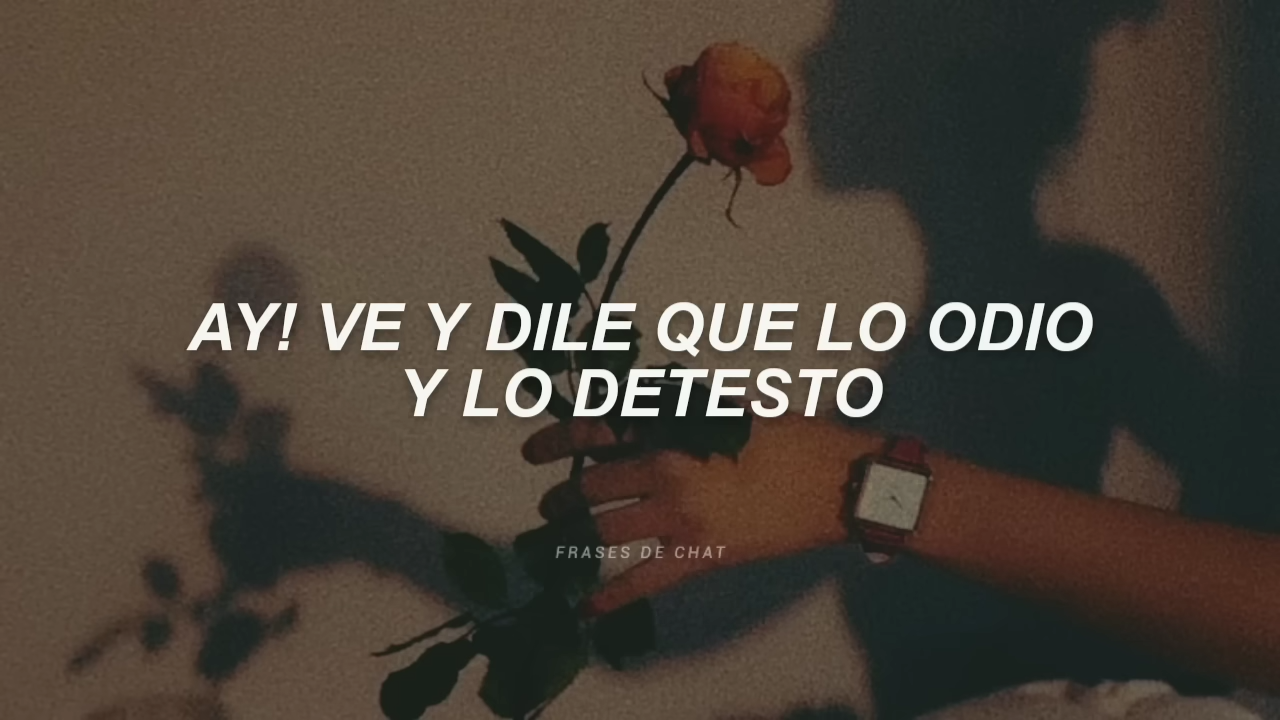 AY! VE Y DILE QUE LO ODIO
Y LO DETESTO
FRASES DE CHAT